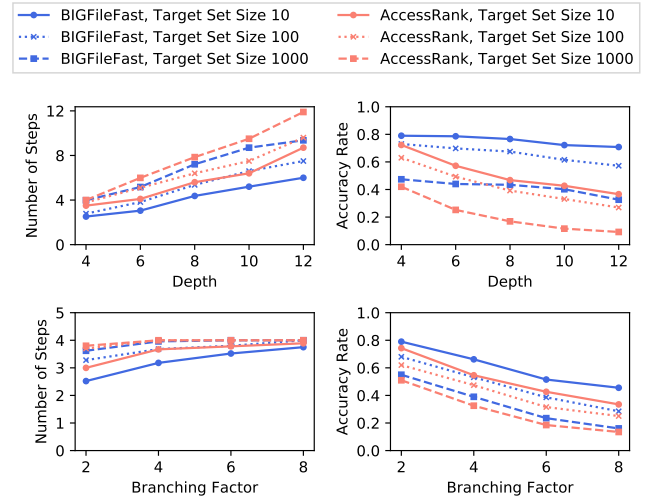 BIGFileFast, Target Set Size 10
BIGFileFast, Target Set Size 100
BIGFileFast, Target Set Size 1000
AccessRank, Target Set Size 10
AccessRank, Target Set Size 100
AccessRank, Target Set Size 1000
Number of Steps
12
8
4
0
4 6 8 10 12
Depth
Accuracy Rate
1.0
0.8
0.6
0.4
0.2
0.0
4 6 8 10 12
Depth
Number of Steps
5
4
3
2
1
0
2 4 6 8
Branching Factor
Accuracy Rate
1.0
0.8
0.6
0.4
0.2
0.0
2 4 6 8
Branching Factor